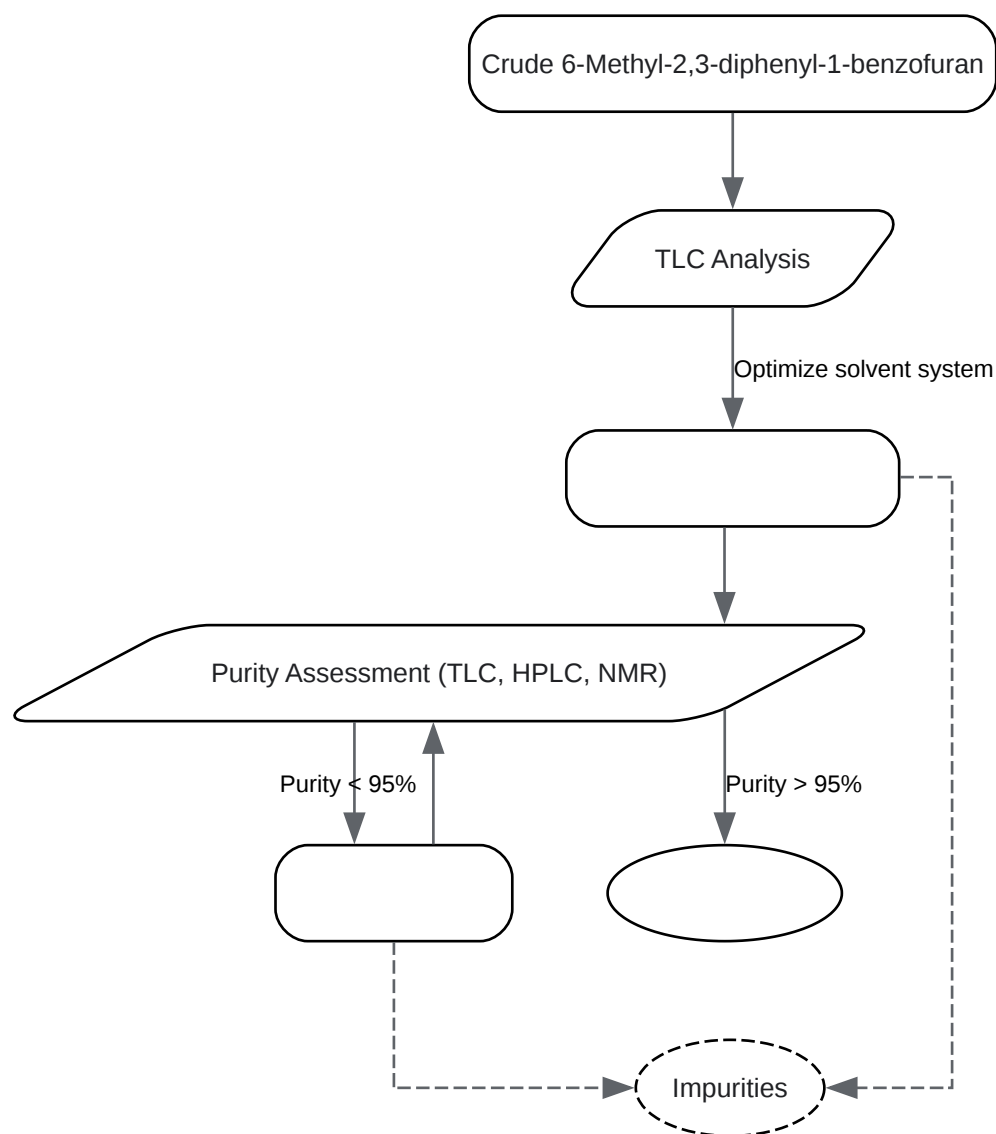 Crude 6-Methyl-2,3-diphenyl-1-benzofuran
TLC Analysis
Optimize solvent system
Purity Assessment (TLC, HPLC, NMR)
Purity < 95%
Purity > 95%
Impurities